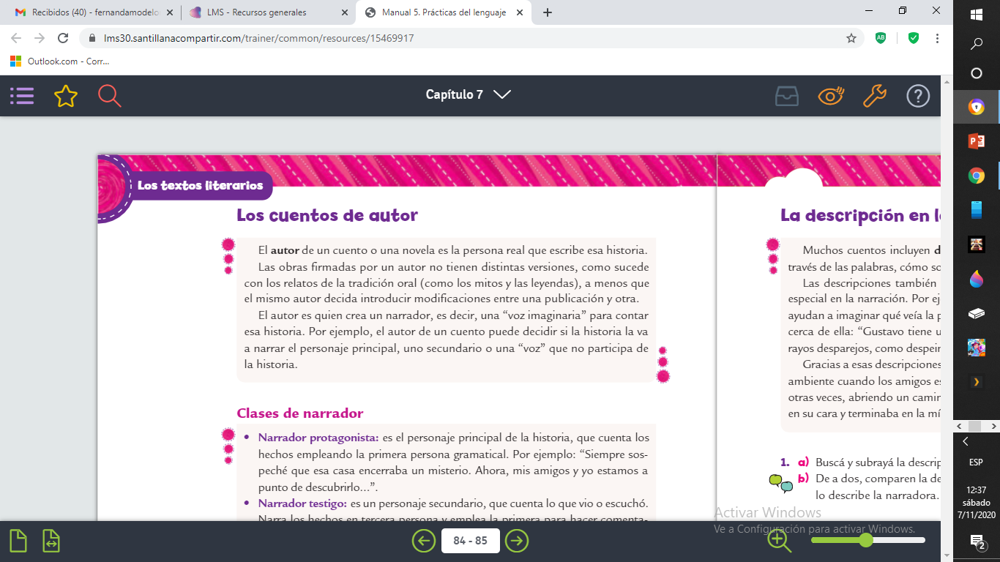 Recibidos (40) - fernandamodelo
LMS - Recursos generales
Manual 5. Prácticas del lenguaje
lms30.santillanacompartir.com/trainer/common/resources/15469917
Outlook.com - Corr...
Capítulo 7
Los textos literarios
Los cuentos de autor
El autor de un cuento o una novela es la persona real que escribe esa historia.
Las obras firmadas por un autor no tienen distintas versiones, como sucede
con los relatos de la tradición oral (como los mitos y las leyendas), a menos que
el mismo autor decida introducir modificaciones entre una publicación y otra.
El autor es quien crea un narrador, es decir, una “voz imaginaria” para contar
esa historia. Por ejemplo, el autor de un cuento puede decidir si la historia la va
a narrar el personaje principal, uno secundario o una “voz” que no participa de
la historia.
Clases de narrador
• Narrador protagonista: es el personaje principal de la historia, que cuenta los
hechos empleando la primera persona gramatical. Por ejemplo: “Siempre sos-
peché que esa casa encerraba un misterio. Ahora, mis amigos y yo estamos a
punto de descubrirlo...”.
• Narrador testigo: es un personaje secundario, que cuenta lo que vio o escuchó.
Narra los hechos en tercera persona y emplea la primera para hacer comenta-
La descripción en l
Muchos cuentos incluyen d
través de las palabras, cómo so
Las descripciones también
especial en la narración. Por ej
ayudan a imaginar qué veía la p
cerca de ella: “Gustavo tiene u
rayos desparejos, como despein
Gracias a esas descripciones
ambiente cuando los amigos es
otras veces, abriendo un camin
en su cara y terminaba en la mi
1. a) Buscá y subrayá la descrip
b) De a dos, comparen la de
lo describe la narradora.
Activar Windows
Ve a Configuración para activar Windows.
84 - 85
ESP
12:37
sábado
7/11/2020
2